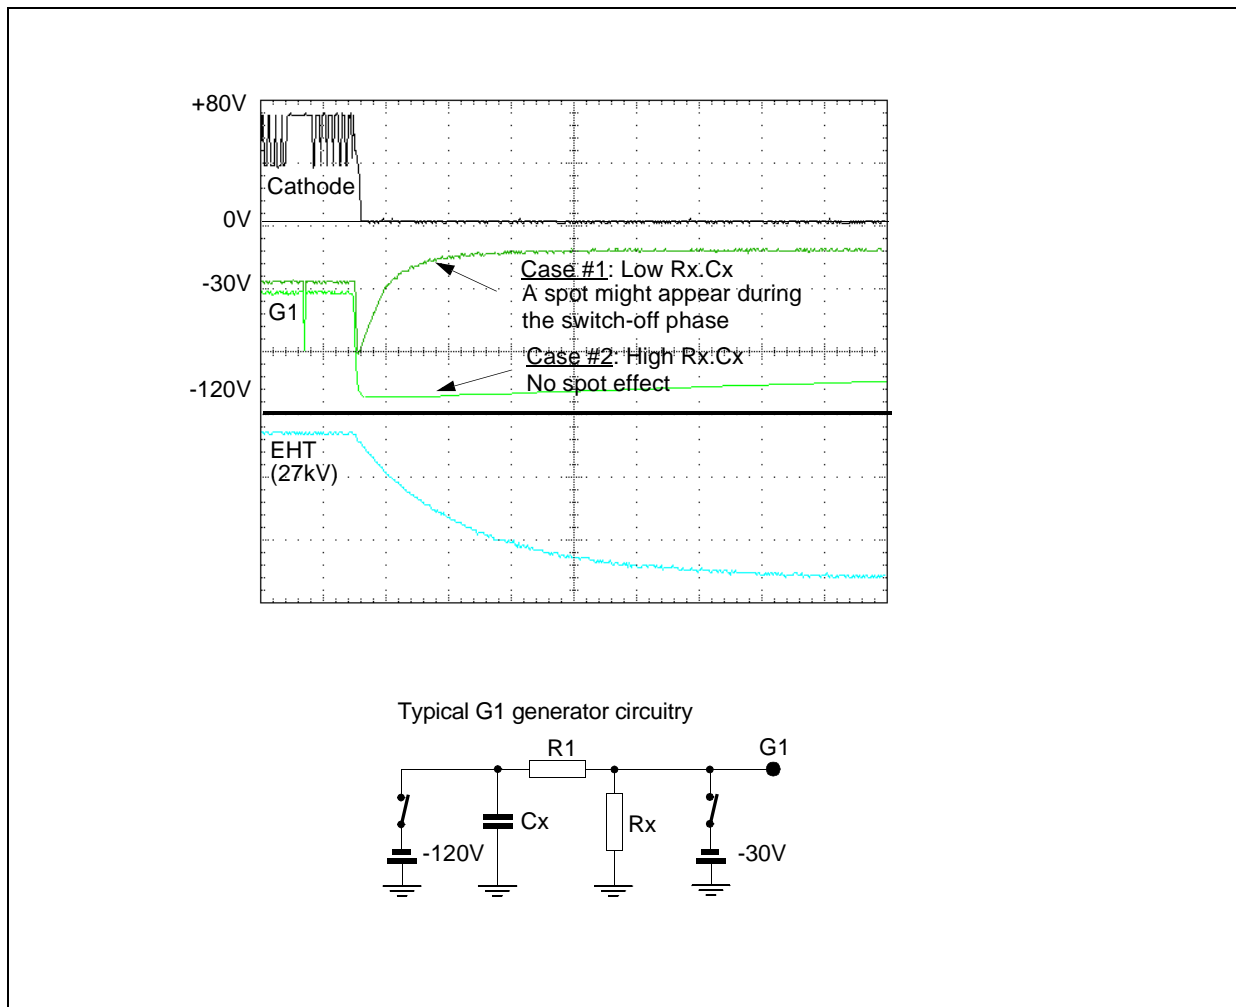 +80V
Cathode
0V
-30V
G1
Case #1: Low Rx.Cx
A spot might appear during
the switch-off phase
Case #2: High Rx.Cx
No spot effect
-120V
EHT
(27kV)
Typical G1 generator circuitry
R1
G1
Cx
Rx
-120V
-30V